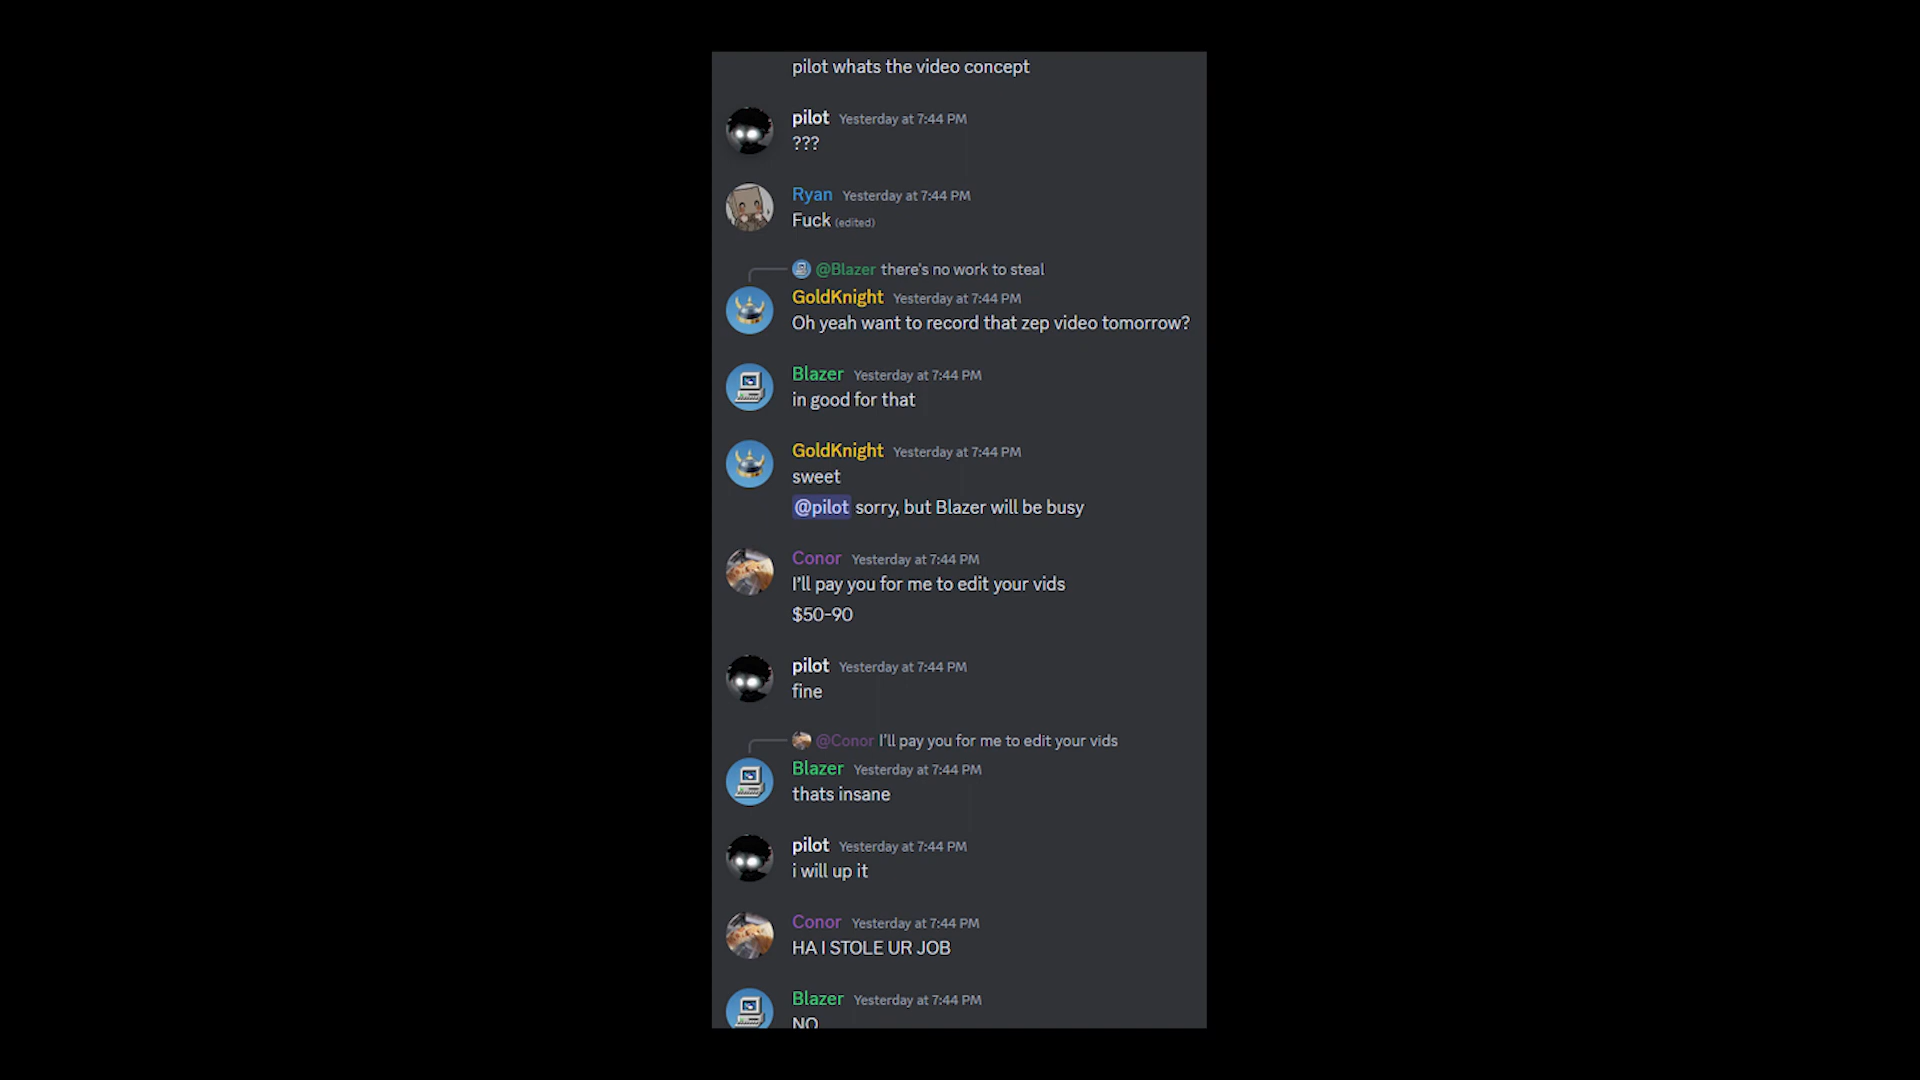 pilot whats the video concept
pilot Yesterday at 7:44 PM
???
Ryan Yesterday at 7:44 PM
Fuck (edited)
@Blazer there's no work to steal
GoldKnight Yesterday at 7:44 PM
Oh yeah want to record that zep video tomorrow?
Blazer Yesterday at 7:44 PM
in good for that
GoldKnight Yesterday at 7:44 PM
sweet
@pilot sorry, but Blazer will be busy
Conor Yesterday at 7:44 PM
I'll pay you for me to edit your vids
$50-90
pilot Yesterday at 7:44 PM
fine
@Conor I'll pay you for me to edit your vids
Blazer Yesterday at 7:44 PM
thats insane
pilot Yesterday at 7:44 PM
i will up it
Conor Yesterday at 7:44 PM
HA I STOLE UR JOB
Blazer Yesterday at 7:44 PM
NO